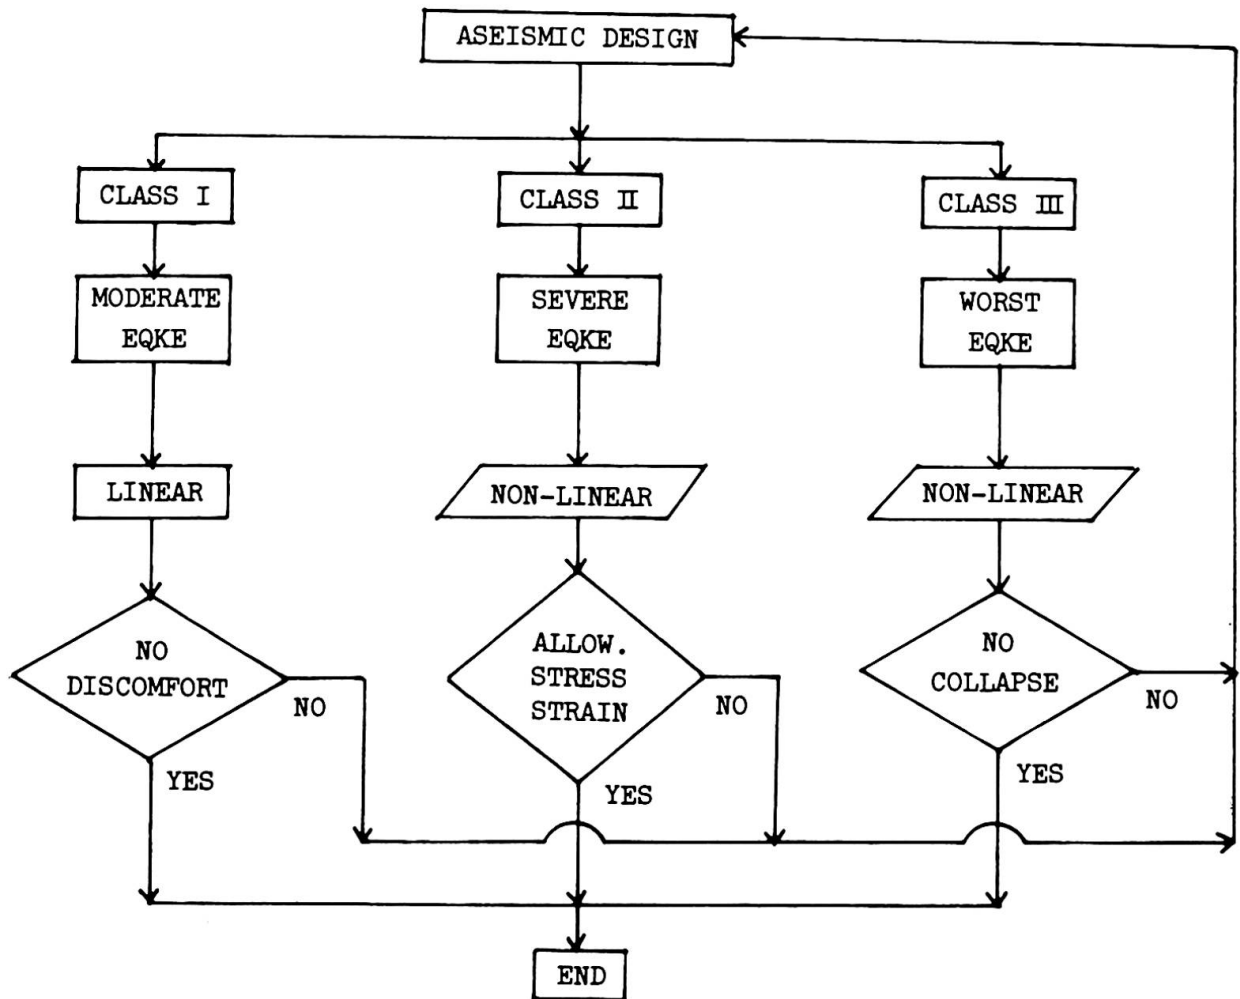 ASEISMIC DESIGN
CLASS I
CLASS II
CLASS III
MODERATE
EQKE
SEVERE
EQKE
WORST
EQKE
LINEAR
NON-LINEAR
NON-LINEAR
NO
DISCOMFORT
NO
YES
ALLOW.
STRESS
STRAIN
NO
YES
NO
COLLAPSE
NO
YES
END